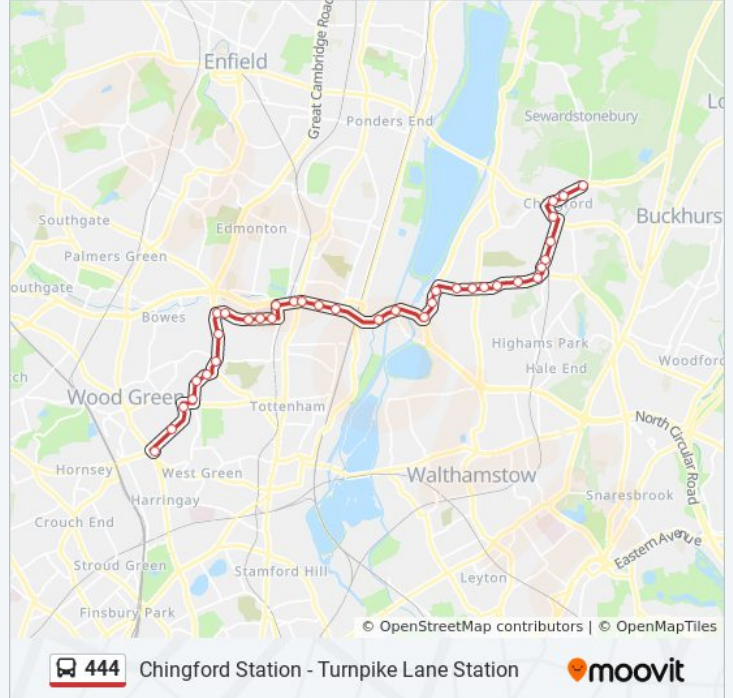 Enfield
Great Cambridge Road
Ponders End
Sewardstonebury
Lo
Chingford
Buckhurs
Southgate
Edmonton
Palmers Green
outhgate
Bowes
Highams Park
Hale End
Woodford
ch
Wood Green
Tottenham
North Circular Road
Hornsey
West Green
Walthamstow
Harringay
Snaresbrook
Crouch End
Eastern Avenue
Stroud Green
Stamford Hill
Leyton
Finsbury Park
© OpenStreetMap contributors | © OpenMapTiles
444 Chingford Station - Turnpike Lane Station moovit